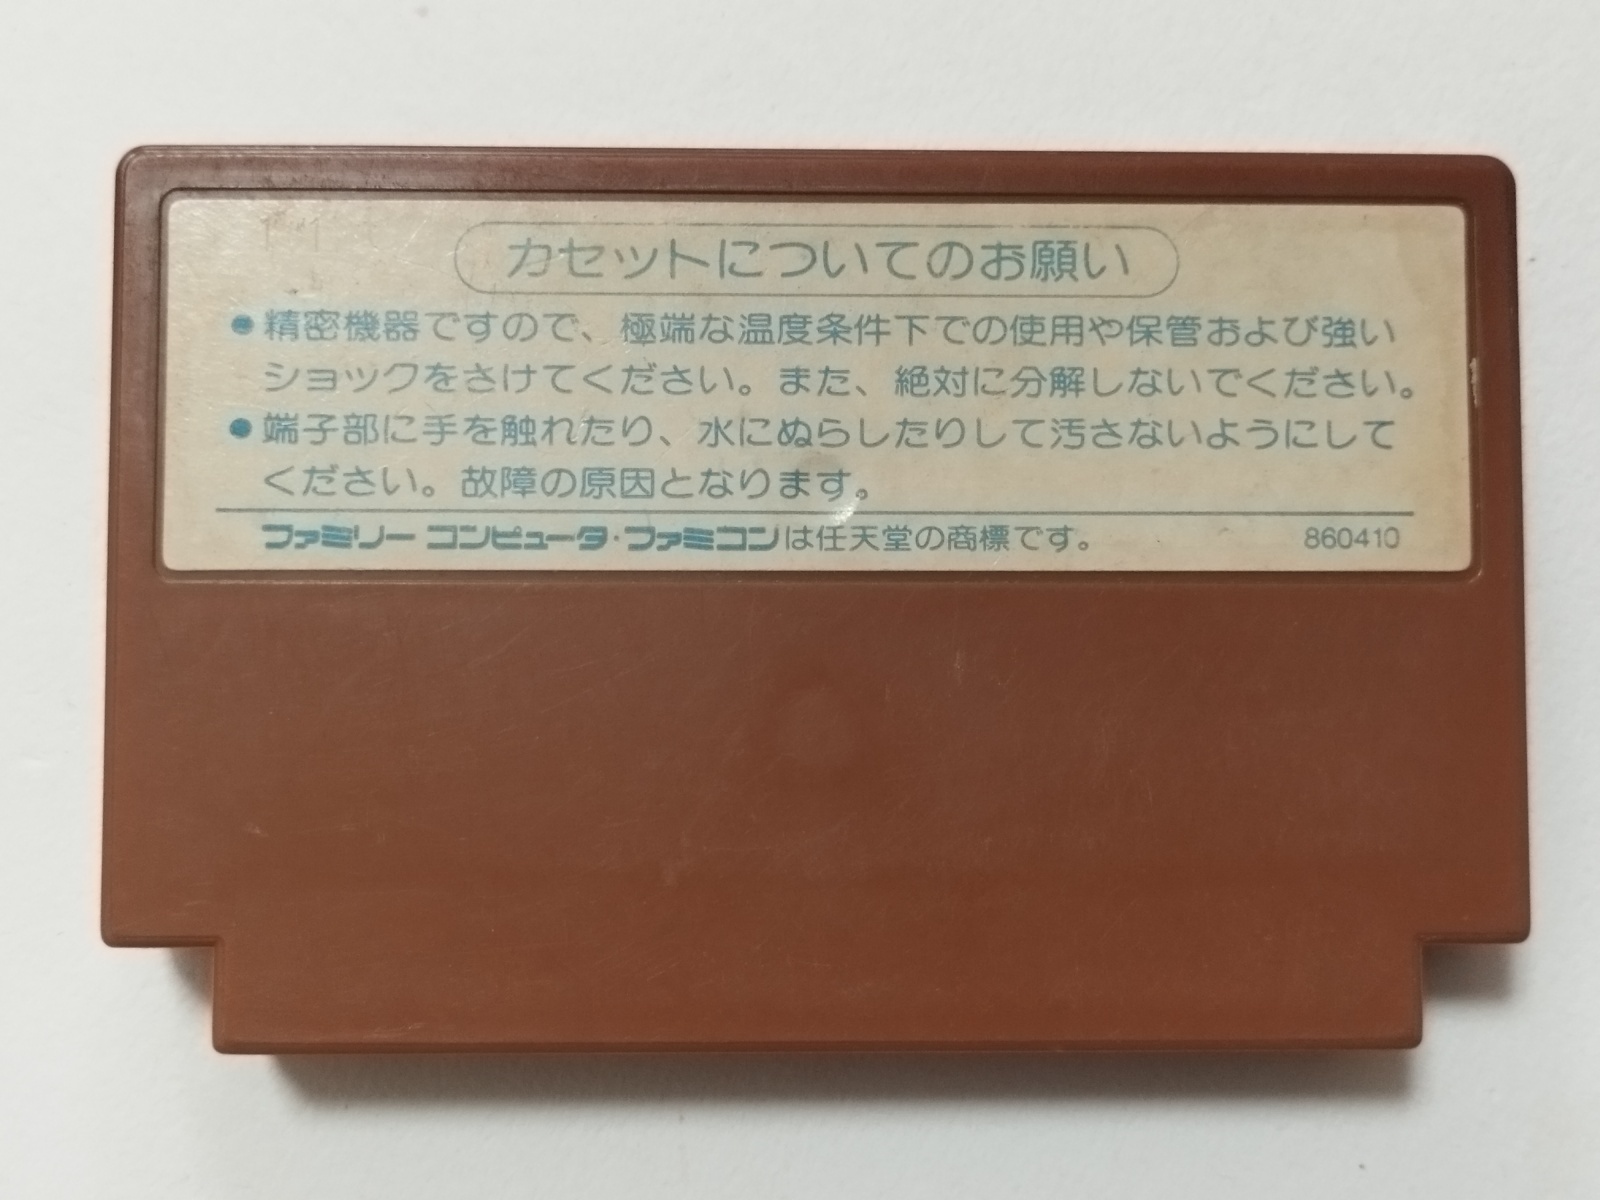 カセットについてのお願い
●精密機器ですので、極端な温度条件下での使用や保管および強い
ショックをさけてください。また、絶対に分解しないでください。
●端子部に手を触れたり、水にぬらしたりして汚さないようにして
ください。故障の原因となります。
ファミリーコンピュータ・ファミコンは任天堂の商標です。 860410